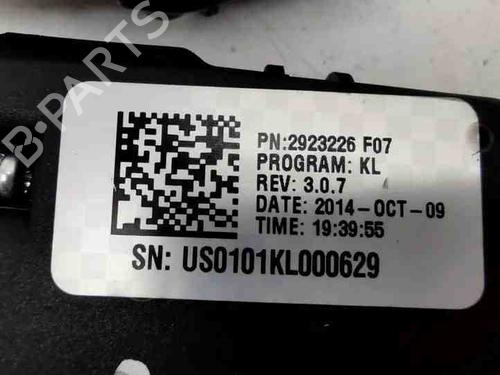 B-PARTS
PN:2923226 F07
PROGRAM: KL
REV: 3.0.7
DATE: 2014-OCT-09
TIME: 19:39:55
SN: US0101KL000629